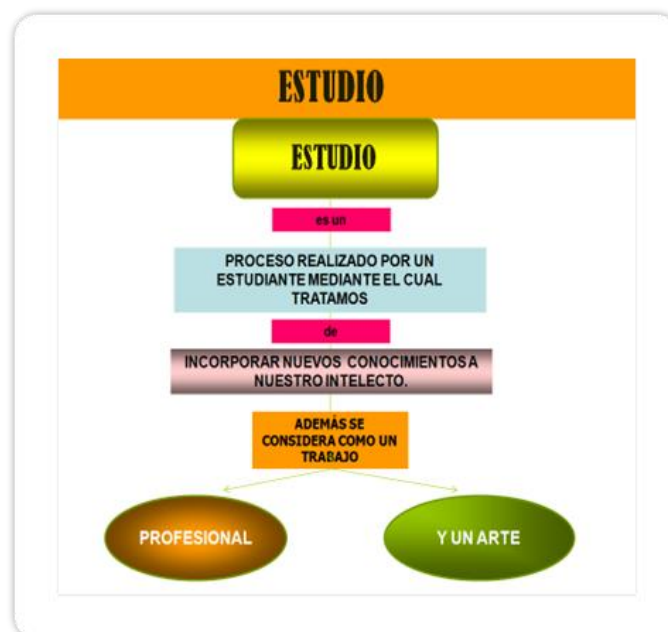 ESTUDIO
ESTUDIO
es un
PROCESO REALIZADO POR UN
ESTUDIANTE MEDIANTE EL CUAL
TRATAMOS
de
INCORPORAR NUEVOS CONOCIMIENTOS A
NUESTRO INTELECTO.
ADEMÁS SE
CONSIDERA COMO UN
TRABAJO
PROFESIONAL
Y UN ARTE